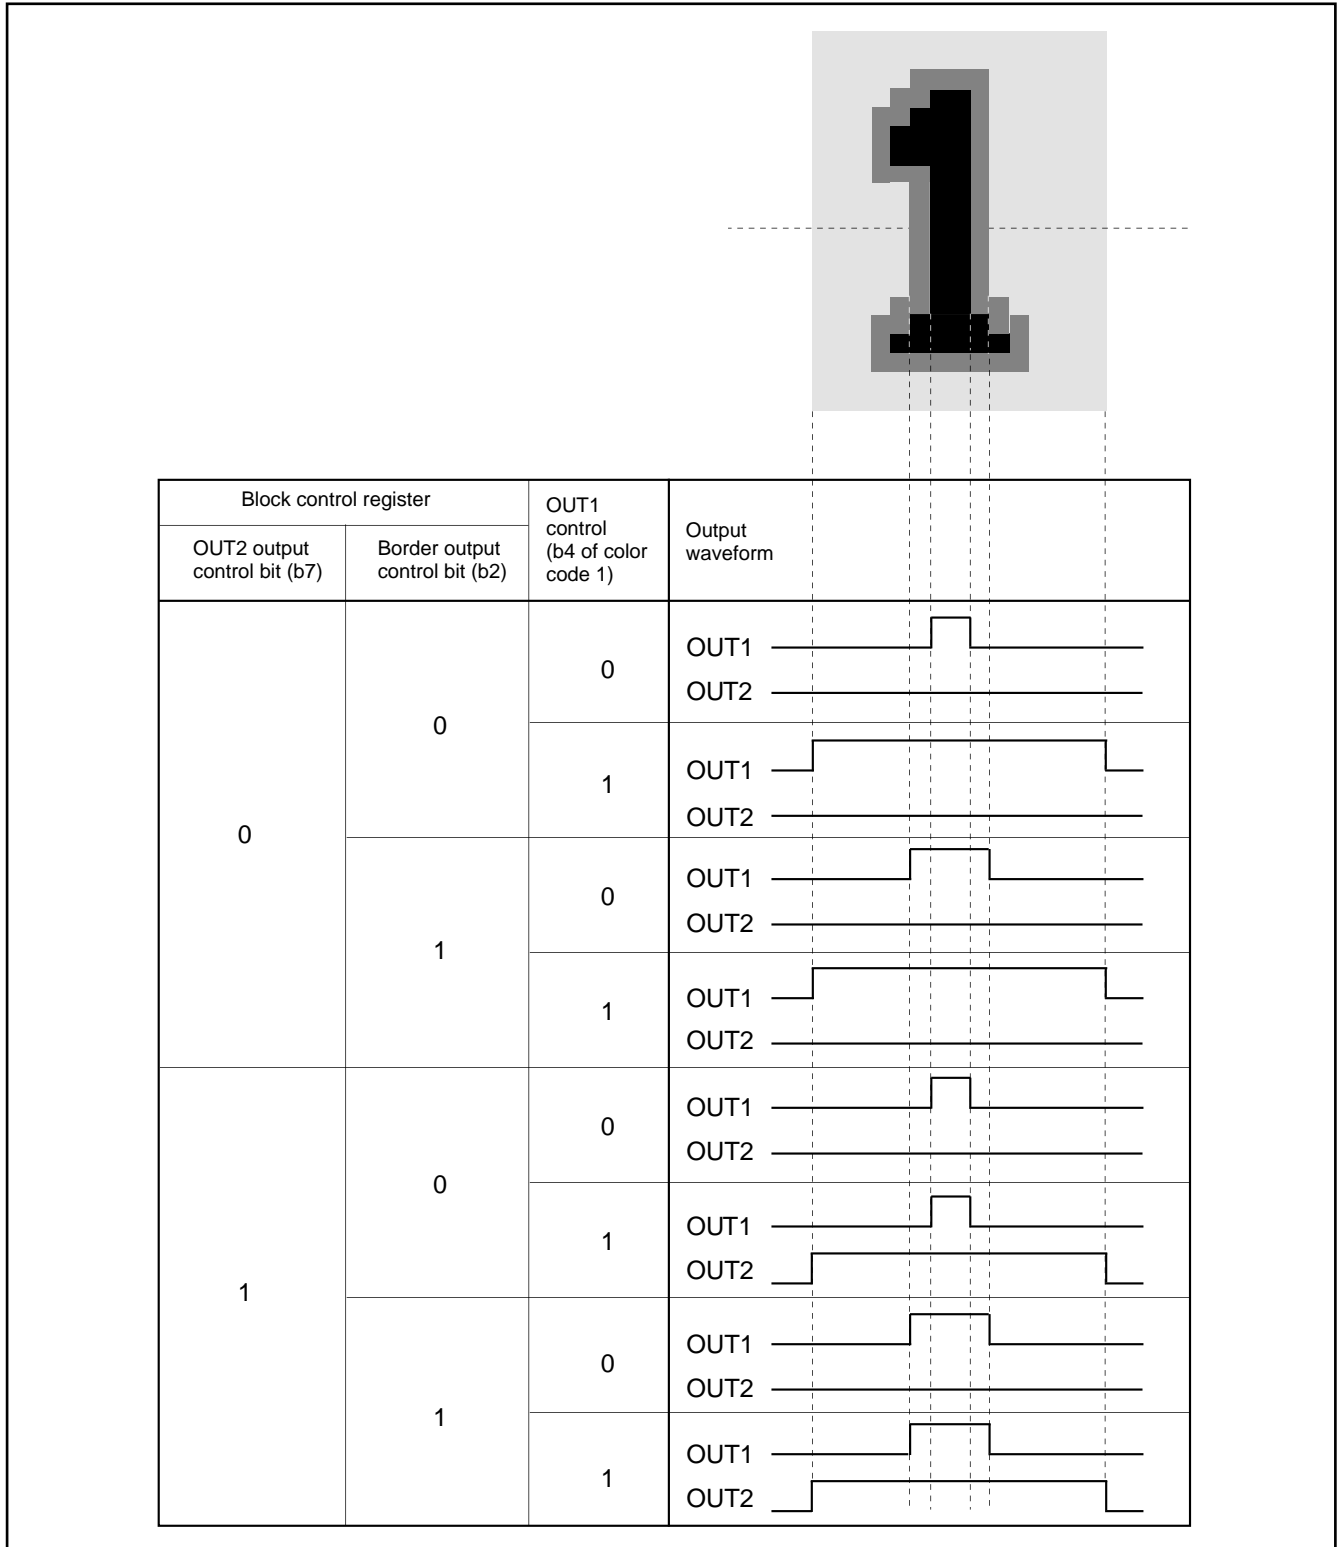 Block control register
OUT2 output
control bit (b7)
Border output
control bit (b2)
OUT1
control
(b4 of color
code 1)
Output
waveform
0
0
0
OUT1
OUT2
1
OUT1
OUT2
1
0
OUT1
OUT2
1
OUT1
OUT2
1
0
0
OUT1
OUT2
1
OUT1
OUT2
1
0
OUT1
OUT2
1
OUT1
OUT2